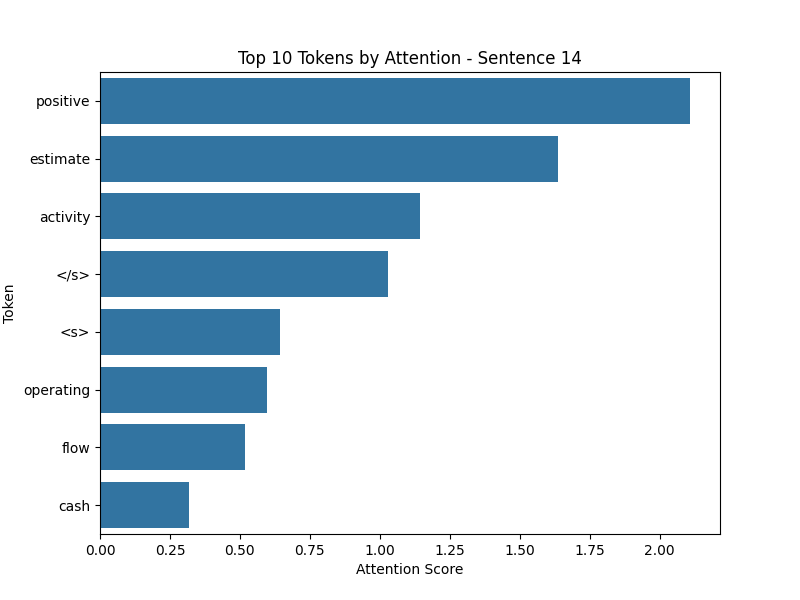 Top 10 Tokens by Attention - Sentence 14
Token
positive
estimate
activity
</s>
<s>
operating
flow
cash
0.00 0.25 0.50 0.75 1.00 1.25 1.50 1.75 2.00
Attention Score